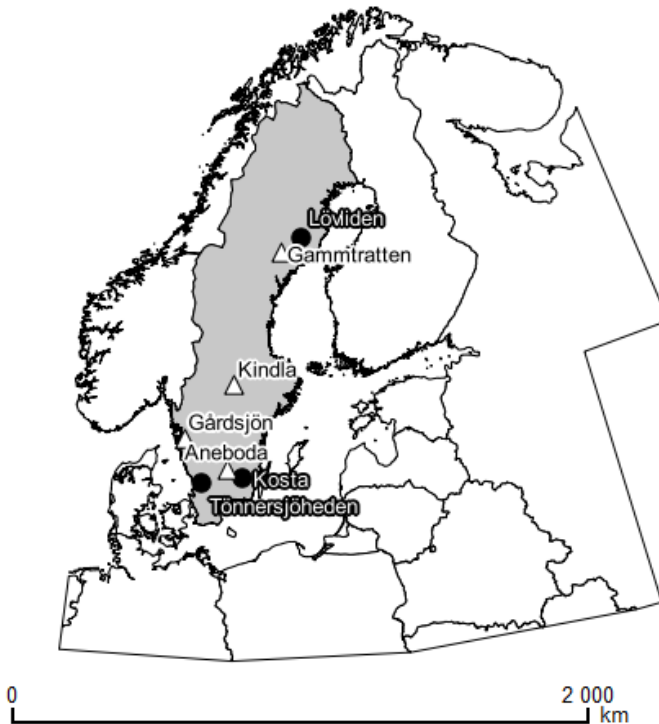 Lövliden
Gammtratten
Kindla
Gårdsjön
Aneboda
Kosta
Tönnersjöheden
0
2 000
km